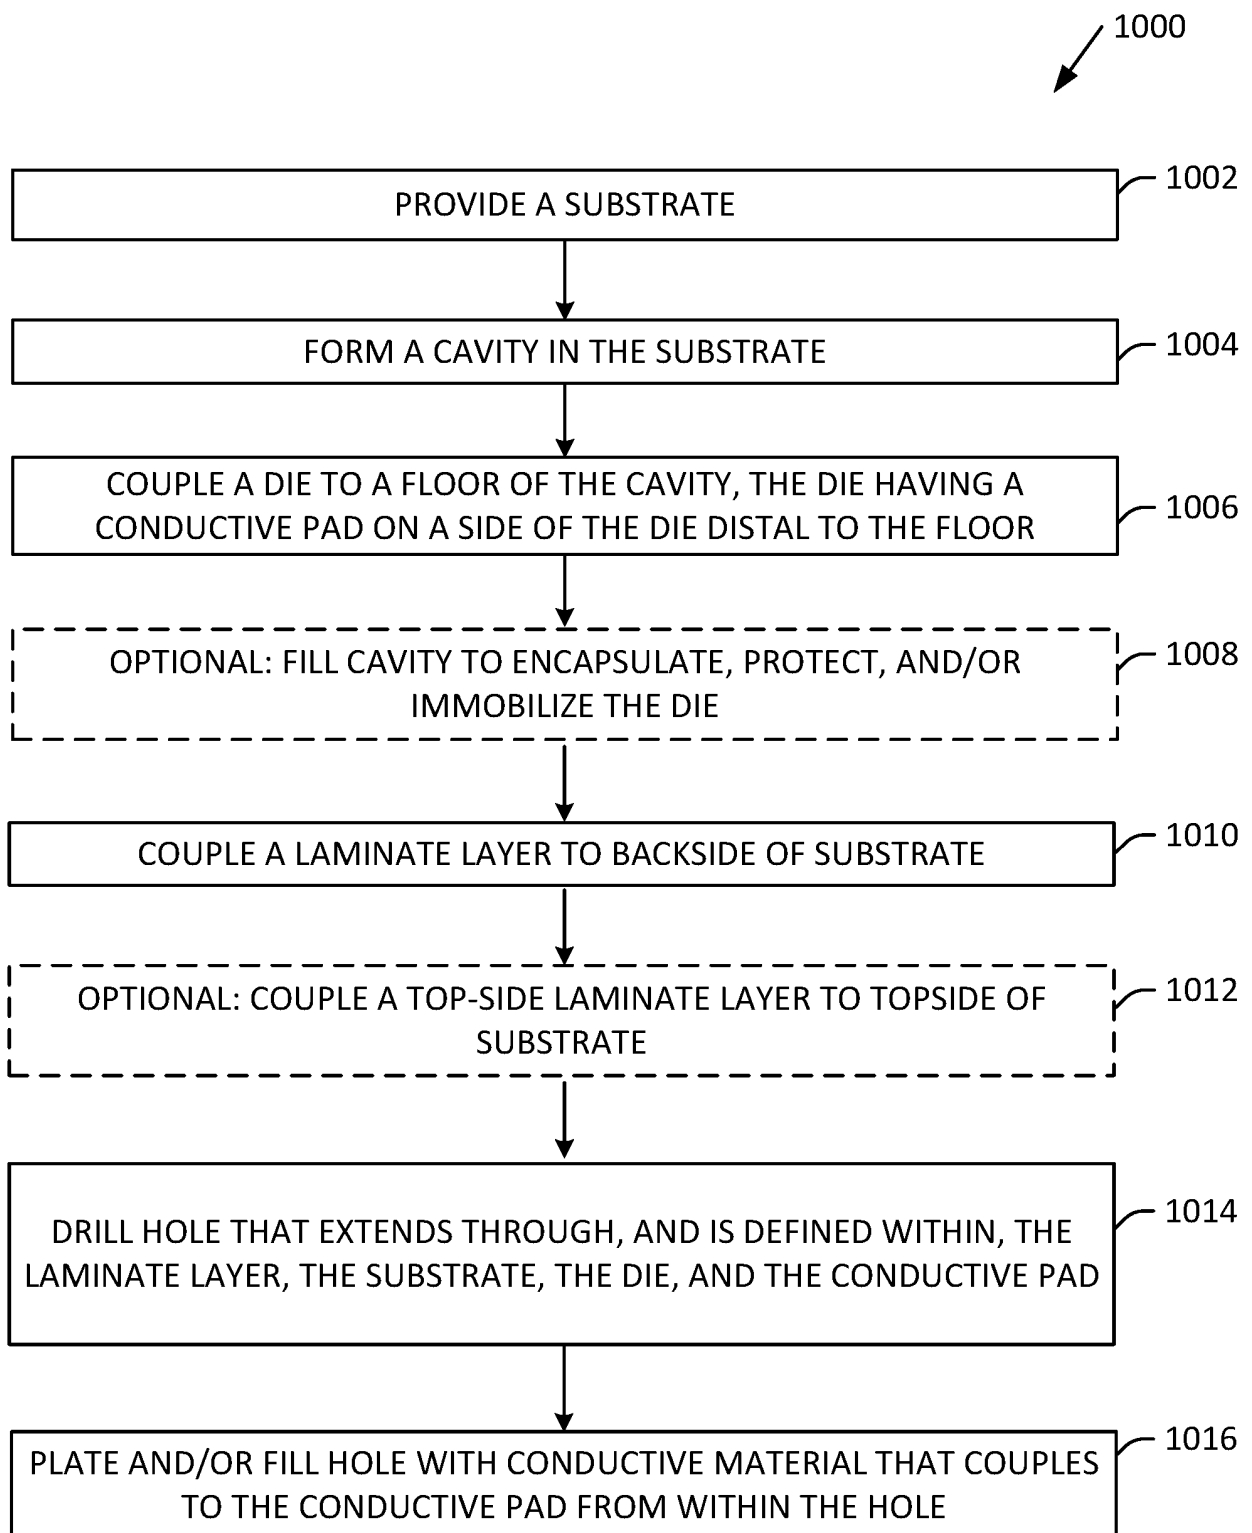 1000
PROVIDE A SUBSTRATE
1002
FORM A CAVITY IN THE SUBSTRATE
1004
COUPLE A DIE TO A FLOOR OF THE CAVITY, THE DIE HAVING A
CONDUCTIVE PAD ON A SIDE OF THE DIE DISTAL TO THE FLOOR
1006
OPTIONAL: FILL CAVITY TO ENCAPSULATE, PROTECT, AND/OR
IMMOBILIZE THE DIE
1008
COUPLE A LAMINATE LAYER TO BACKSIDE OF SUBSTRATE
1010
OPTIONAL: COUPLE A TOP-SIDE LAMINATE LAYER TO TOPSIDE OF
SUBSTRATE
1012
DRILL HOLE THAT EXTENDS THROUGH, AND IS DEFINED WITHIN, THE
LAMINATE LAYER, THE SUBSTRATE, THE DIE, AND THE CONDUCTIVE PAD
1014
PLATE AND/OR FILL HOLE WITH CONDUCTIVE MATERIAL THAT COUPLES
TO THE CONDUCTIVE PAD FROM WITHIN THE HOLE
1016